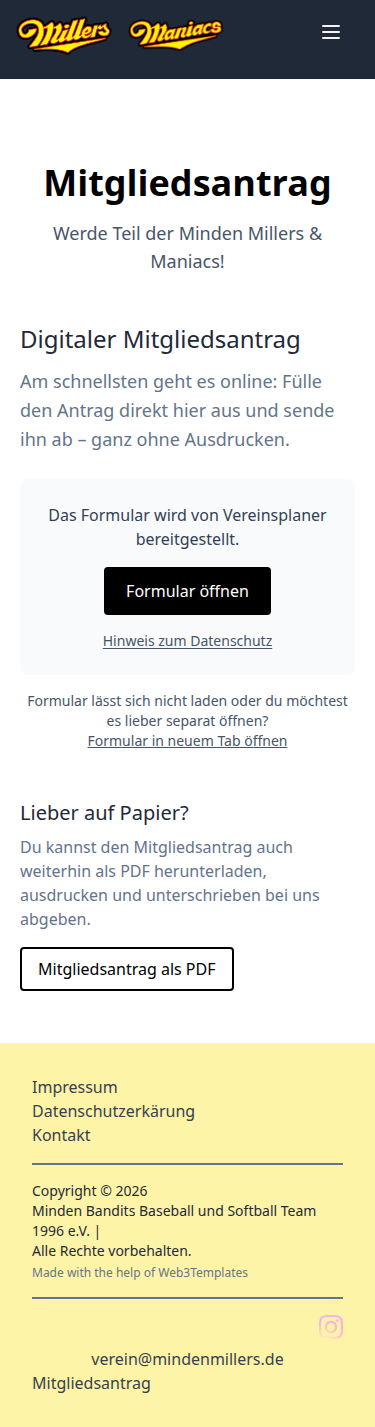 Millers Maniacs
Mitgliedsantrag
Werde Teil der Minden Millers &
Maniacs!
Digitaler Mitgliedsantrag
Am schnellsten geht es online: Fülle
den Antrag direkt hier aus und sende
ihn ab – ganz ohne Ausdrucken.
Das Formular wird von Vereinsplaner
bereitgestellt.
Formular öffnen
Hinweis zum Datenschutz
Formular lässt sich nicht laden oder du möchtest
es lieber separat öffnen?
Formular in neuem Tab öffnen
Lieber auf Papier?
Du kannst den Mitgliedsantrag auch
weiterhin als PDF herunterladen,
ausdrucken und unterschrieben bei uns
abgeben.
Mitgliedsantrag als PDF
Impressum
Datenschutzerkärung
Kontakt
Copyright © 2026
Minden Bandits Baseball und Softball Team
1996 e.V. |
Alle Rechte vorbehalten.
Made with the help of Web3Templates
verein@mindenmillers.de
Mitgliedsantrag